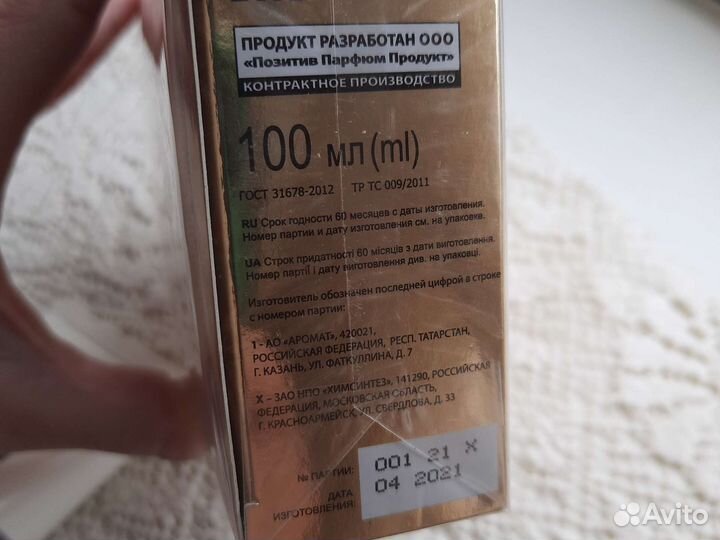 ПРОДУКТ РАЗРАБОТАН ООО
«Позитив Парфюм Продукт»
КОНТРАКТНОЕ ПРОИЗВОДСТВО
100 мл (ml)
ГОСТ 31678-2012 ТР ТС 009/2011
RU Срок годности 60 месяцев с даты изготовления.
Номер партии и дату изготовления см. на упаковке.
UA Строк придатності 60 місяців з дати виготовлення.
Номер партії і дату виготовлення див. на упаковці.
Изготовитель обозначен последней цифрой в строке
с номером партии:
1 - АО «АРОМАТ», 420021,
РОССИЙСКАЯ ФЕДЕРАЦИЯ, РЕСП. ТАТАРСТАН,
Г. КАЗАНЬ, УЛ. ФАТКУЛЛИНА, Д. 7
X – ЗАО НПО «ХИМСИНТЕЗ», 141290, РОССИЙСКАЯ
ФЕДЕРАЦИЯ, МОСКОВСКАЯ ОБЛАСТЬ,
Г. КРАСНОАРМЕЙСК, УЛ. СВЕРДЛОВА, Д. 33
№ ПАРТИИ: 001 21 X
ДАТА 04 2021
ИЗГОТОВЛЕНИЯ:
Avito